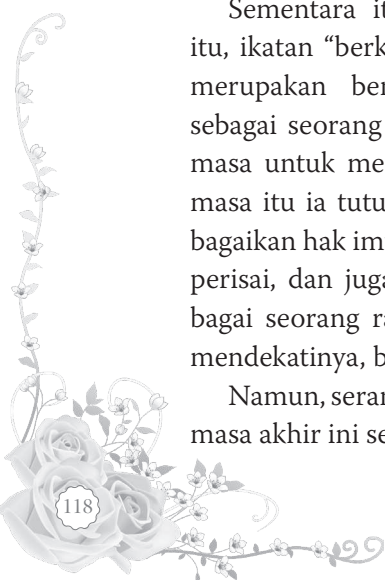 Sementara it
itu, ikatan “berk
merupakan ber
sebagai seorang
masa untuk me
masa itu ia tutu
bagaikan hak im
perisai, dan juga
bagai seorang ra
mendekatinya, b
Namun, seran
masa akhir ini se
118